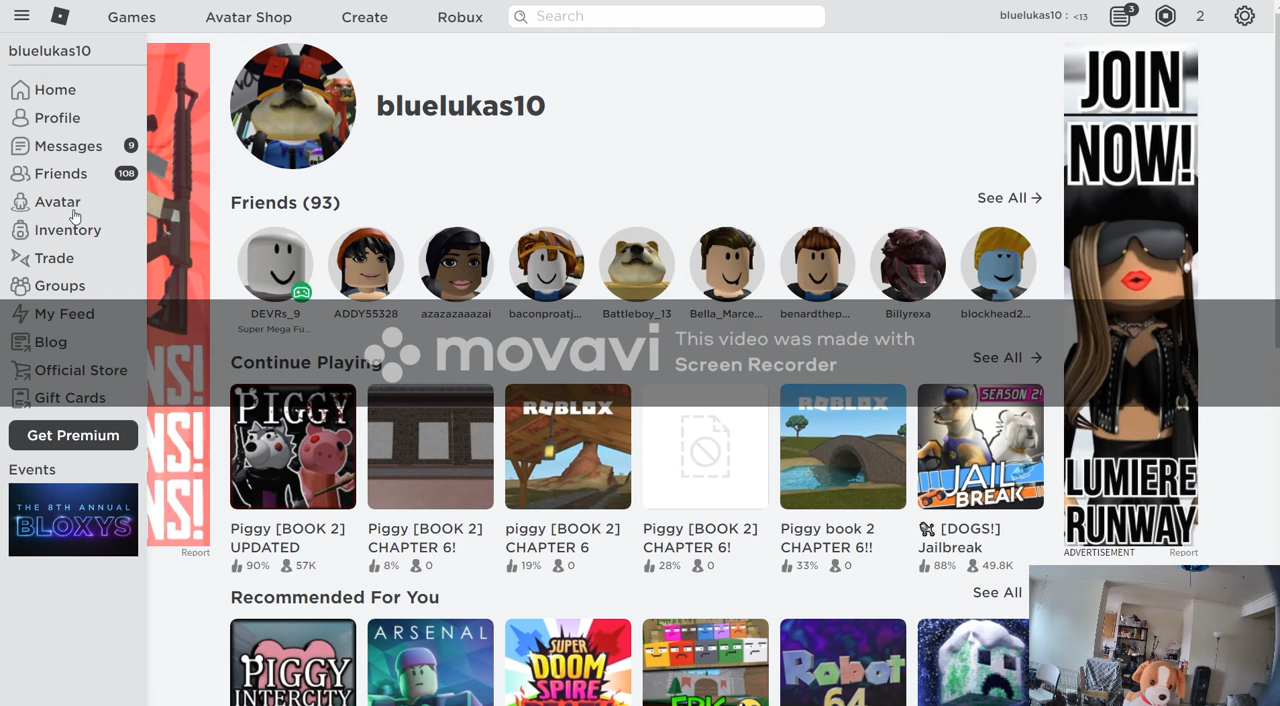 Games
Avatar Shop
Create
Robux
Search
bluelukas10 : <13
3
2
bluelukas10
Home
Profile
Messages 9
Friends 108
Avatar
Inventory
Trade
Groups
My Feed
Blog
Official Store
Gift Cards
Get Premium
Events
THE 8TH ANNUAL
BLOXYS
NS!
NS!
NS!
Report
bluelukas10
Friends (93)
See All
DEVRs_9
Super Mega Fu...
ADDY55328
azazazaaazai
baconproatj...
Battleboy_13
Bella_Marce...
benardthep...
Billyrexa
blockhead2...
movavi
This video was made with
Screen Recorder
Continue Playing
See All
PIGGY
ROBLOX
ROBLOX
SEASON 2!
JAIL
BREAK
Piggy [BOOK 2]
UPDATED
90% 57K
Piggy [BOOK 2]
CHAPTER 6!
8% 0
piggy [BOOK 2]
CHAPTER 6
19% 0
Piggy [BOOK 2]
CHAPTER 6!
28% 0
Piggy book 2
CHAPTER 6!!
33% 0
[DOGS!]
Jailbreak
88% 49.8K
Recommended For You
See All
PIGGY
INTERCITY
ARSENAL
SUPER
DOOM
SPIRE
Robot
64
JOIN
NOW!
LUMIERE
RUNWAY
ADVERTISEMENT
Report